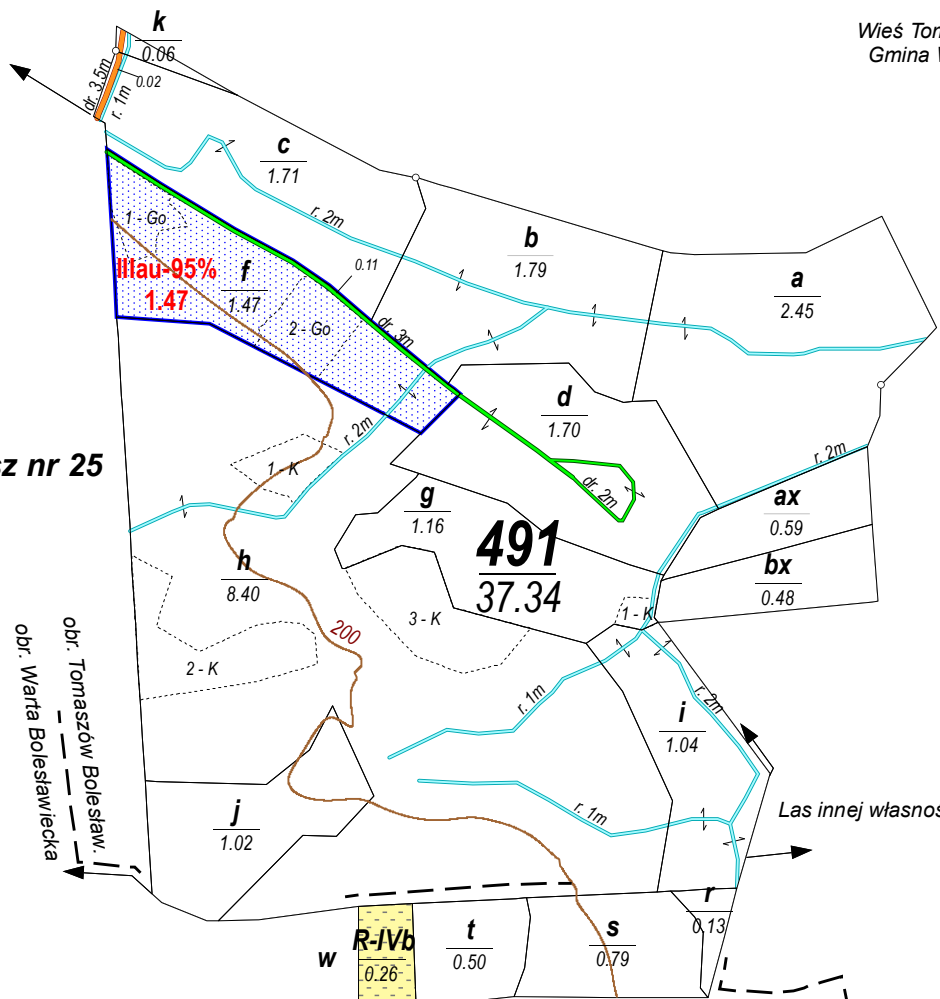 k
0.06
Wieś Tom
Gmina W
dr. 3.5m
0.02
r. 1m
c
1.71
r. 2m
b
1.79
a
2.45
1 - Go
IIIau-95%
1.47
f
1.47
0.11
2 - Go
dr. 3m
r. 2m
d
1.70
dr. 2m
r. 2m
sz nr 25
1 - K
g
1.16
491
37.34
ax
0.59
bx
0.48
h
8.40
3 - K
1 - K
200
2 - K
obr. Tomaszów Bolesław.
obr. Warta Bolesławiecka
r. 1m
r. 2m
i
1.04
j
1.02
r. 1m
Las innej własnoś
r
0.13
w
R-IVb
0.26
t
0.50
s
0.79